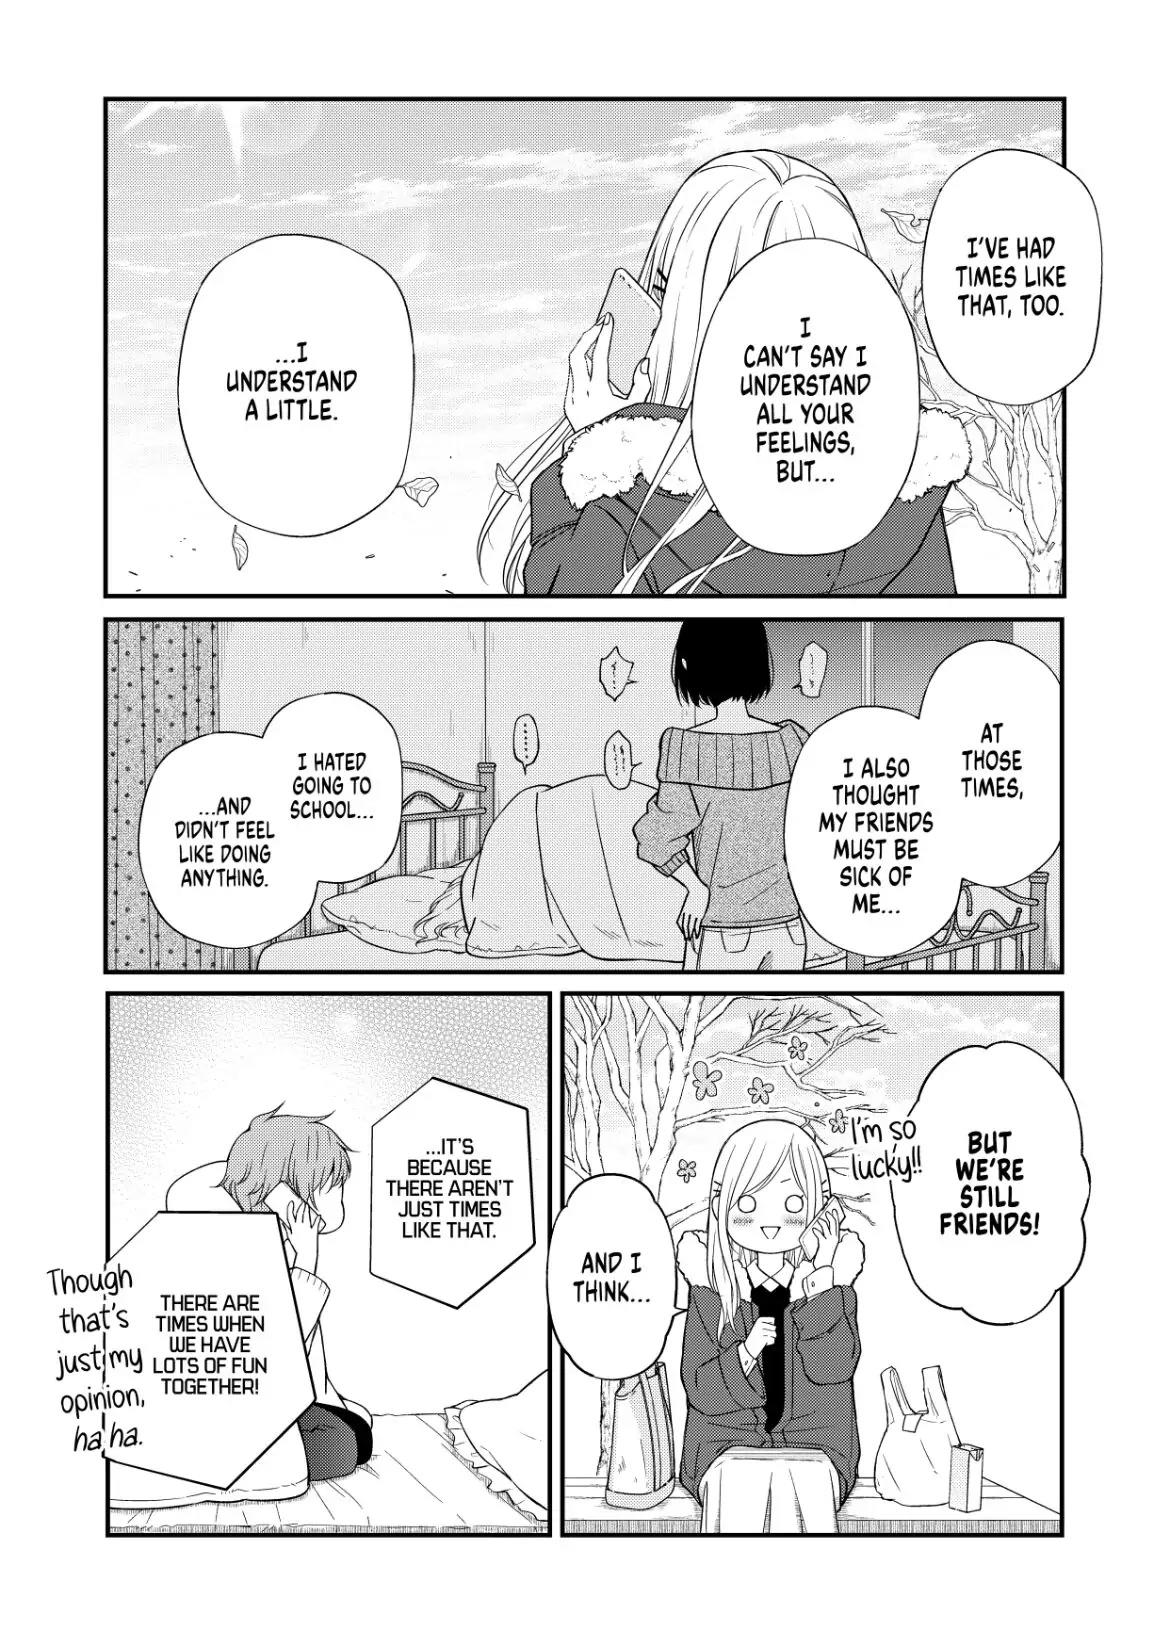 I'VE HAD
TIMES LIKE
THAT, TOO.
I
CAN'T SAY I
UNDERSTAND
ALL YOUR
FEELINGS,
BUT...
...I
UNDERSTAND
A LITTLE.
AT
THOSE
TIMES,
I ALSO
THOUGHT
MY FRIENDS
MUST BE
SICK OF
ME...
I HATED
GOING TO
SCHOOL...
...AND
DIDN'T FEEL
LIKE DOING
ANYTHING.
BUT
WE'RE
STILL
FRIENDS!
I'm so
lucky!!
AND I
THINK...
...IT'S
BECAUSE
THERE AREN'T
JUST TIMES
LIKE THAT.
THERE ARE
TIMES WHEN
WE HAVE
LOTS OF FUN
TOGETHER!
Though
that's
just my
opinion,
ha ha.